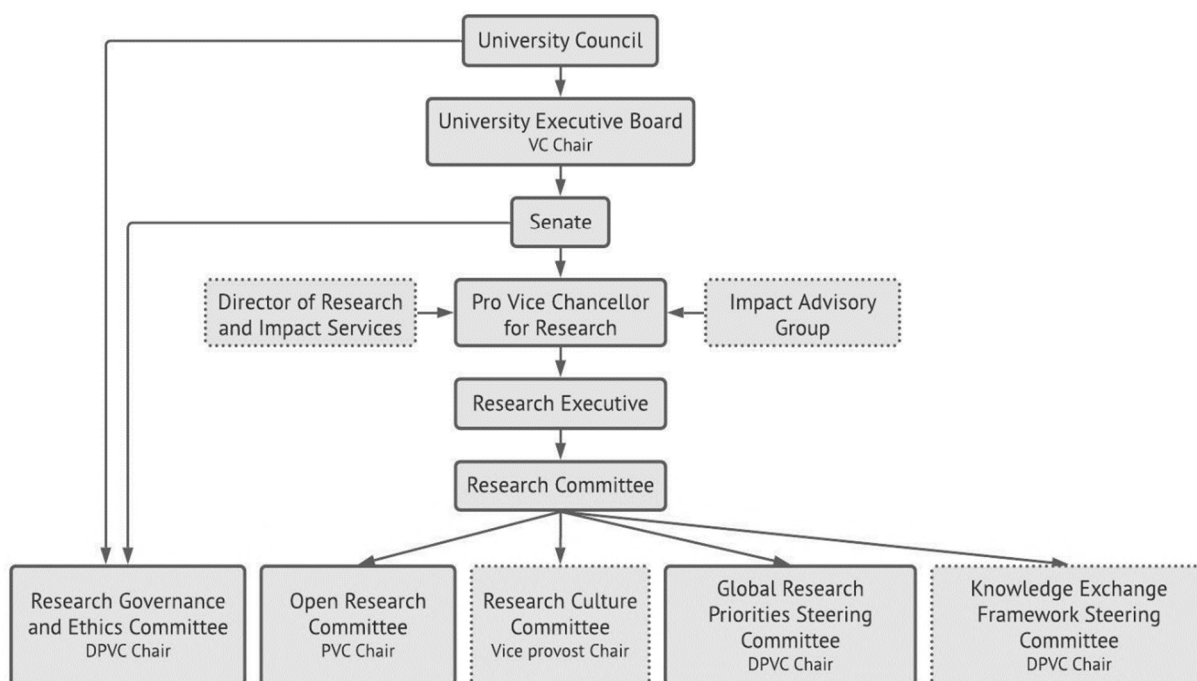 University Council
University Executive Board
VC Chair
Senate
Director of Research
and Impact Services
Pro Vice Chancellor
for Research
Impact Advisory
Group
Research Executive
Research Committee
Research Governance
and Ethics Committee
DPVC Chair
Open Research
Committee
PVC Chair
Research Culture
Committee
Vice provost Chair
Global Research
Priorities Steering
Committee
DPVC Chair
Knowledge Exchange
Framework Steering
Committee
DPVC Chair